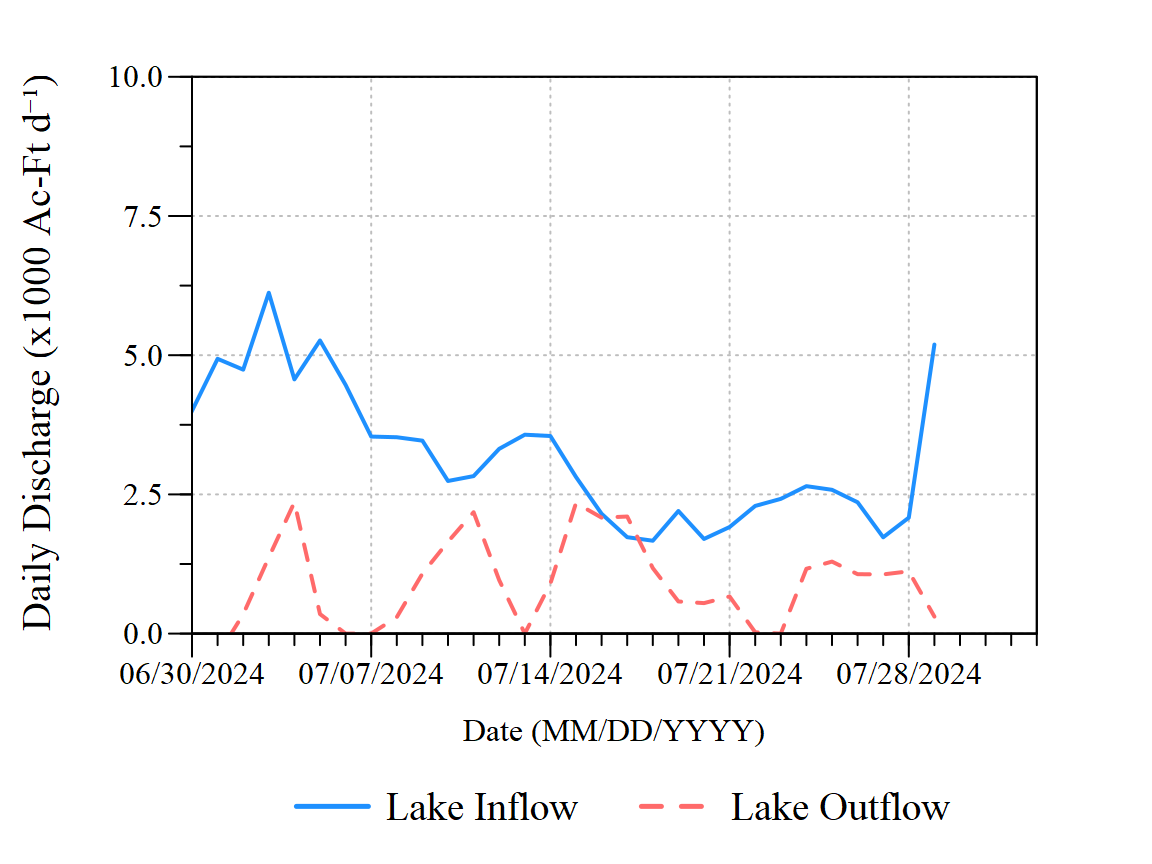 Daily Discharge (x1000 Ac-Ft d⁻¹)
10.0
7.5
5.0
2.5
0.0
06/30/2024 07/07/2024 07/14/2024 07/21/2024 07/28/2024
Date (MM/DD/YYYY)
Lake Inflow Lake Outflow